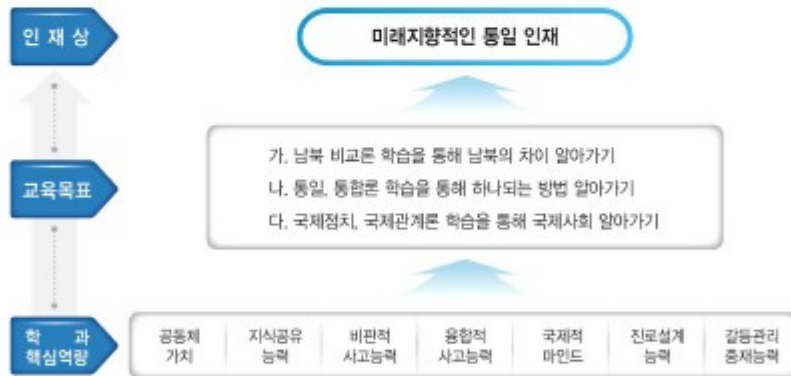 인 재 상
미래지향적인 통일 인재
교육목표
가. 남북 비교론 학습을 통해 남북의 차이 알아가기
나. 통일, 통합론 학습을 통해 하나되는 방법 알아가기
다. 국제정치, 국제관계론 학습을 통해 국제사회 알아가기
학 과
핵심역량
공동체
가치
지식공유
능력
비판적
사고능력
융합적
사고능력
국제적
마인드
진로설계
능력
갈등관리
중재능력